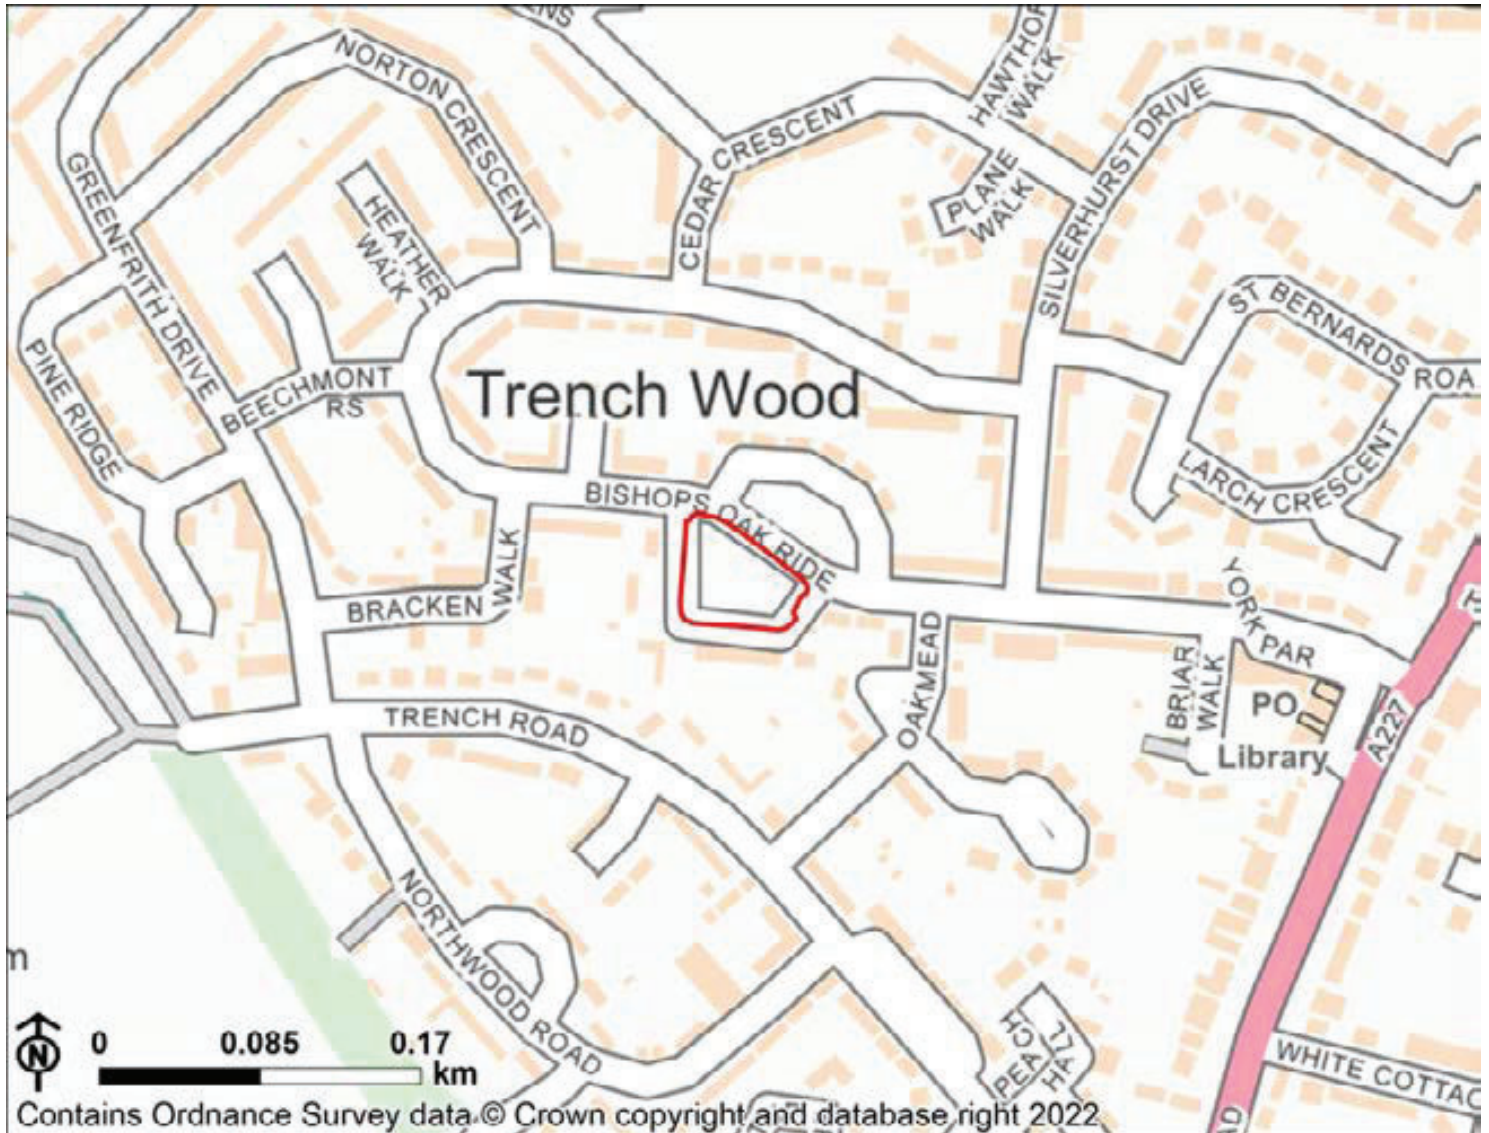 NORTON CRESCENT
HAWTHOR
WALK
CEDAR CRESCENT
SILVERHURST DRIVE
PLANE
WALK
GREENFRITH DRIVE
HEATHER
WALK
ST BERNARDS
ROA
PINE RIDGE
BEECHMONT
RS
Trench Wood
LARCH CRESCENT
BISHOPS OAK RIDE
BRACKEN
WALK
YORK PAR
OAKMEAD
BRIAR
WALK
PO
Library
A227
TRENCH ROAD
NORTHWOOD ROAD
m
PEACH
HALL
WHITE COTTAG
AD
N
0 0.085 0.17
km
Contains Ordnance Survey data © Crown copyright and database right 2022